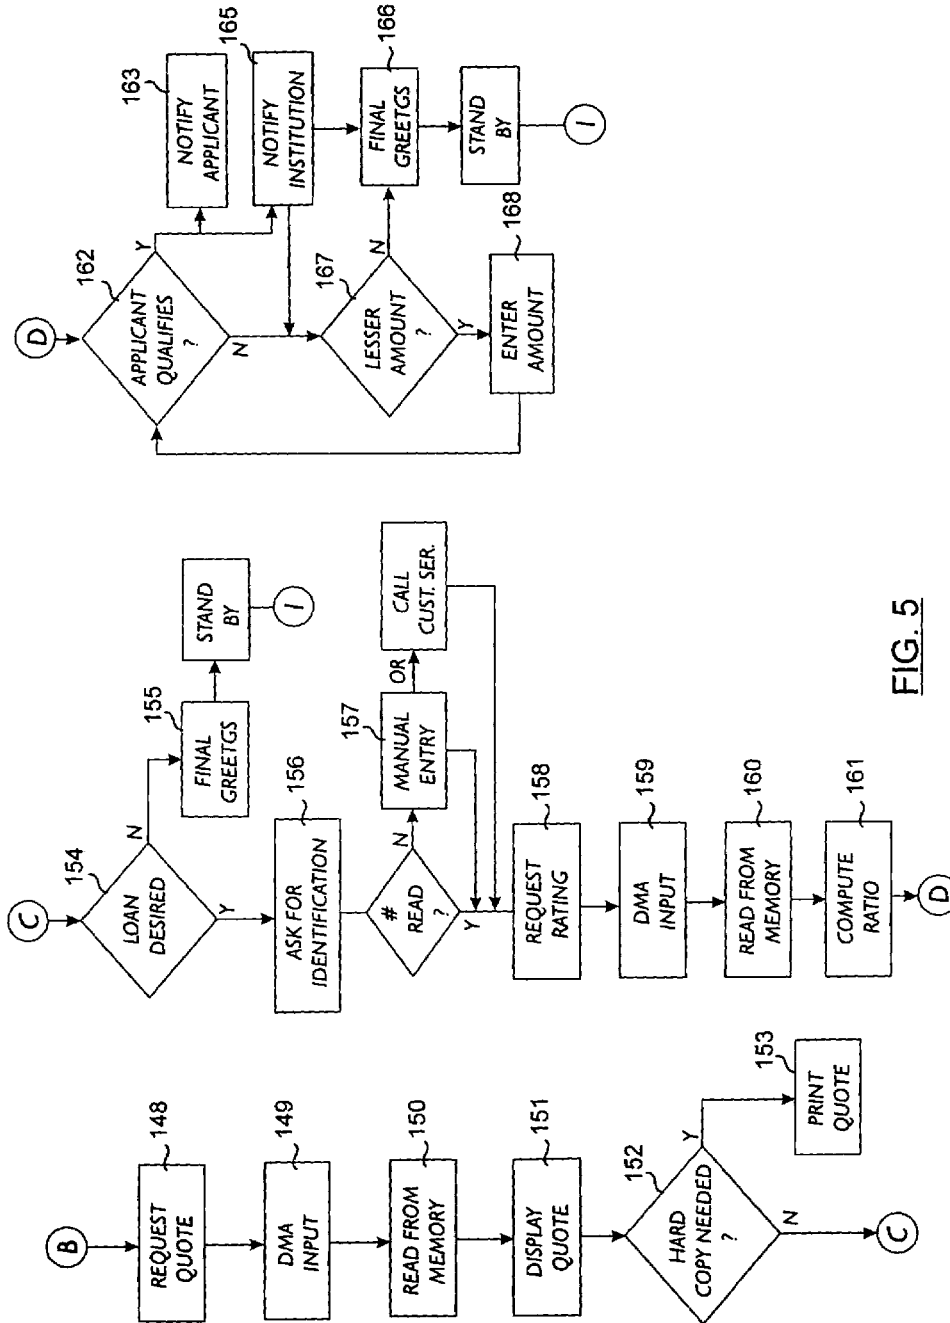 B
148
REQUEST
QUOTE
149
DMA
INPUT
150
READ FROM
MEMORY
151
DISPLAY
QUOTE
152
HARD
COPY NEEDED
?
Y
N
153
PRINT
QUOTE
C
C
154
LOAN
DESIRED
N
Y
155
FINAL
GREETGS
STAND
BY
I
156
ASK FOR
IDENTIFICATION
#
READ
?
N
Y
157
MANUAL
ENTRY
OR
CALL
CUST. SER.
158
REQUEST
RATING
159
DMA
INPUT
160
READ FROM
MEMORY
161
COMPUTE
RATIO
D
D
162
APPLICANT
QUALIFIES
?
Y
N
163
NOTIFY
APPLICANT
165
NOTIFY
INSTITUTION
166
FINAL
GREETGS
STAND
BY
I
167
LESSER
AMOUNT
?
N
Y
168
ENTER
AMOUNT
FIG. 5